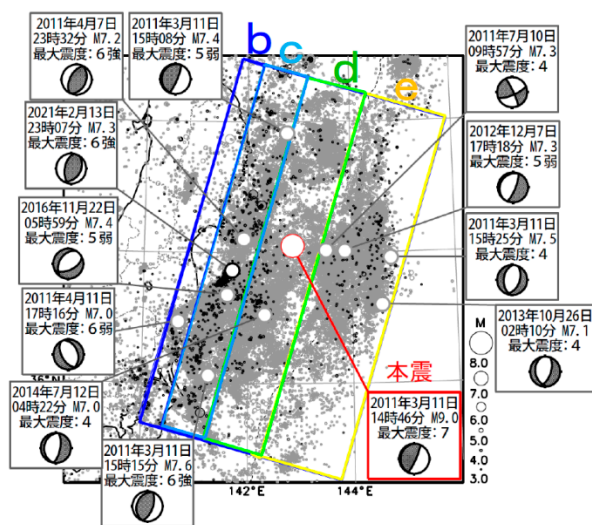 2011年4月7日
23時32分 M7.2
最大震度：6強
2011年3月11日
15時08分 M7.4
最大震度：5弱
b
c
d
e
2011年7月10日
09時57分 M7.3
最大震度：4
2021年2月13日
23時07分 M7.3
最大震度：6強
2012年12月7日
17時18分 M7.3
最大震度：5弱
2016年11月22日
05時59分 M7.4
最大震度：5弱
2011年3月11日
15時25分 M7.5
最大震度：4
2011年4月11日
17時16分 M7.0
最大震度：6弱
2013年10月26日
02時10分 M7.1
最大震度：4
2014年7月12日
04時22分 M7.0
最大震度：4
36°N
本震
2011年3月11日
14時46分 M9.0
最大震度：7
2011年3月11日
15時15分 M7.6
最大震度：6強
M
8.0
7.0
6.0
5.0
4.0
3.0
142°E
144°E